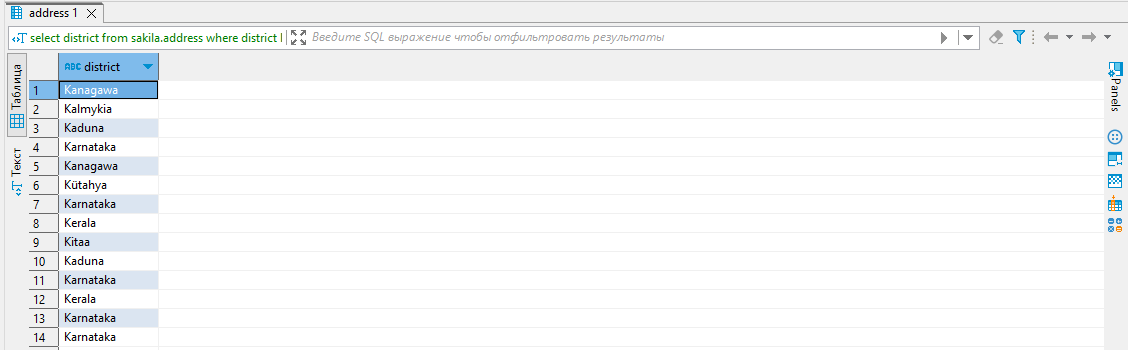 address 1
select district from sakila.address where district l
Введите SQL выражение чтобы отфильтровать результаты
Таблица
Текст
ABC district
1 Kanagawa
2 Kalmykia
3 Kaduna
4 Karnataka
5 Kanagawa
6 Kütahya
7 Karnataka
8 Kerala
9 Kitaa
10 Kaduna
11 Karnataka
12 Kerala
13 Karnataka
14 Karnataka
Panels